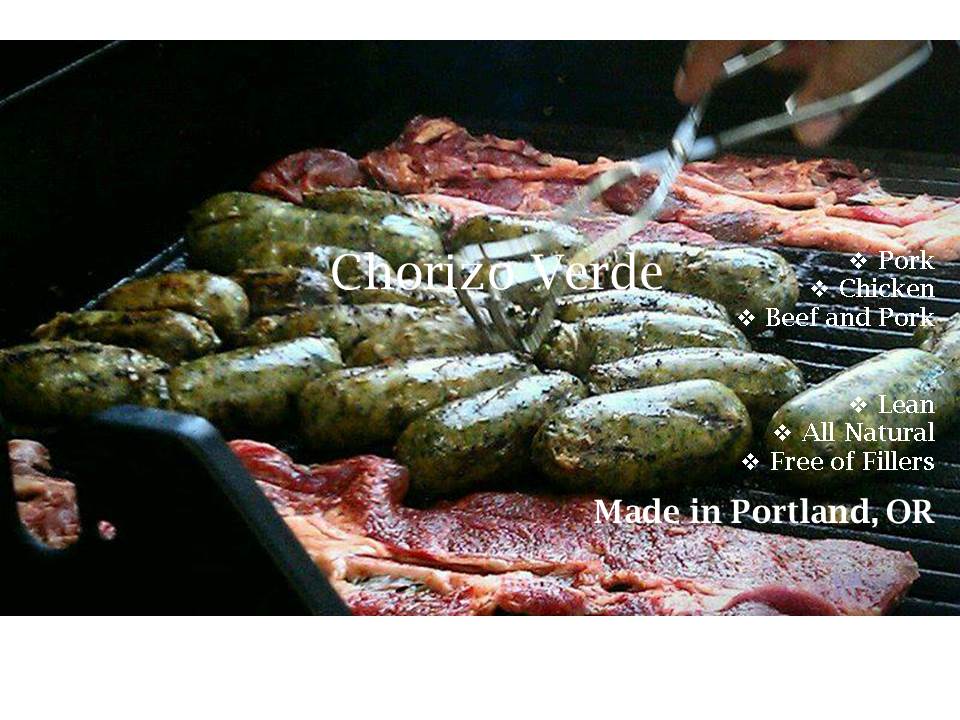 Chorizo Verde
❖ Pork
❖ Chicken
❖ Beef and Pork
❖ Lean
❖ All Natural
❖ Free of Fillers
Made in Portland, OR